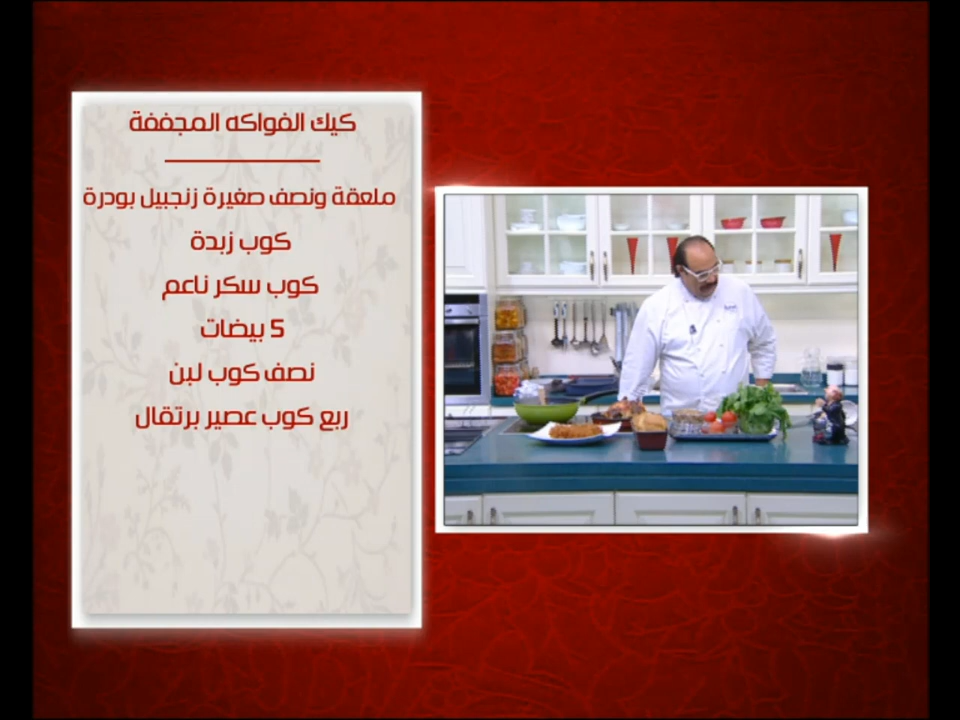 كيك الفواكه المجففة
ملعقة ونصف صغيرة زنجبيل بودرة
كوب زبدة
كوب سكر ناعم
5 بيضات
نصف كوب لبن
ربع كوب عصير برتقال